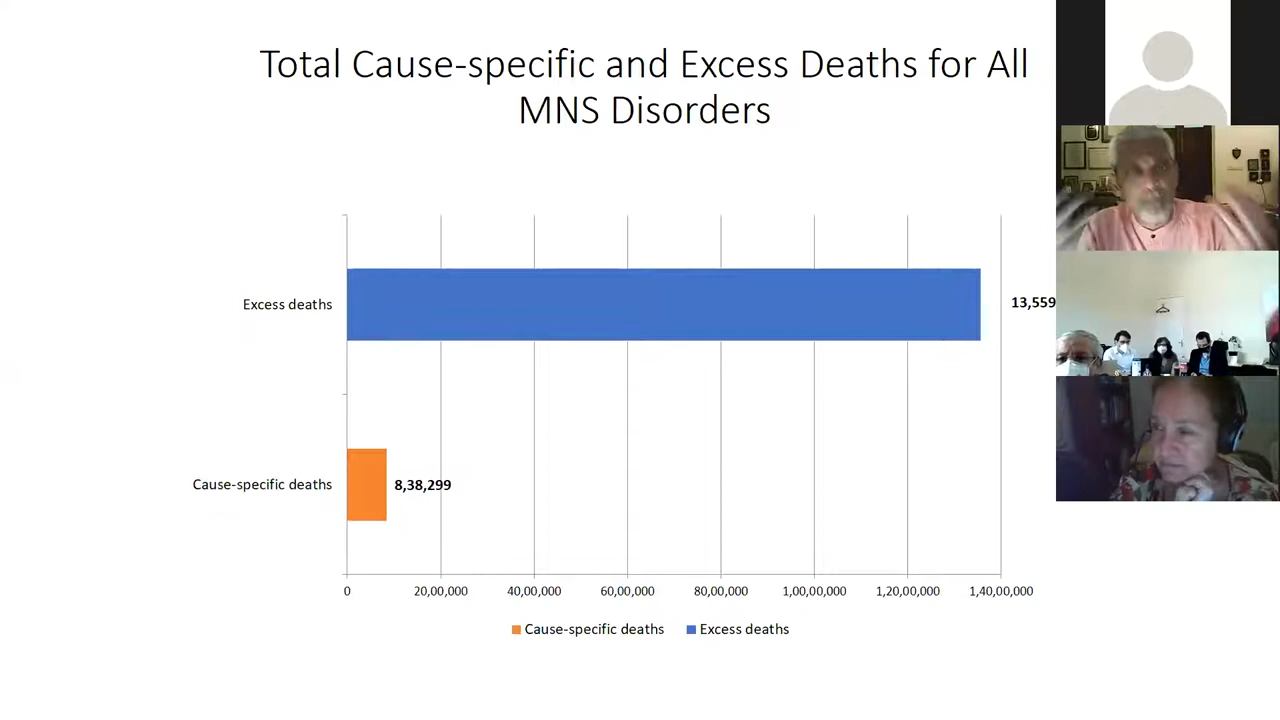 Total Cause-specific and Excess Deaths for All
MNS Disorders
Excess deaths
13,559
Cause-specific deaths
8,38,299
0
20,00,000
40,00,000
60,00,000
80,00,000
1,00,00,000
1,20,00,000
1,40,00,000
Cause-specific deaths
Excess deaths